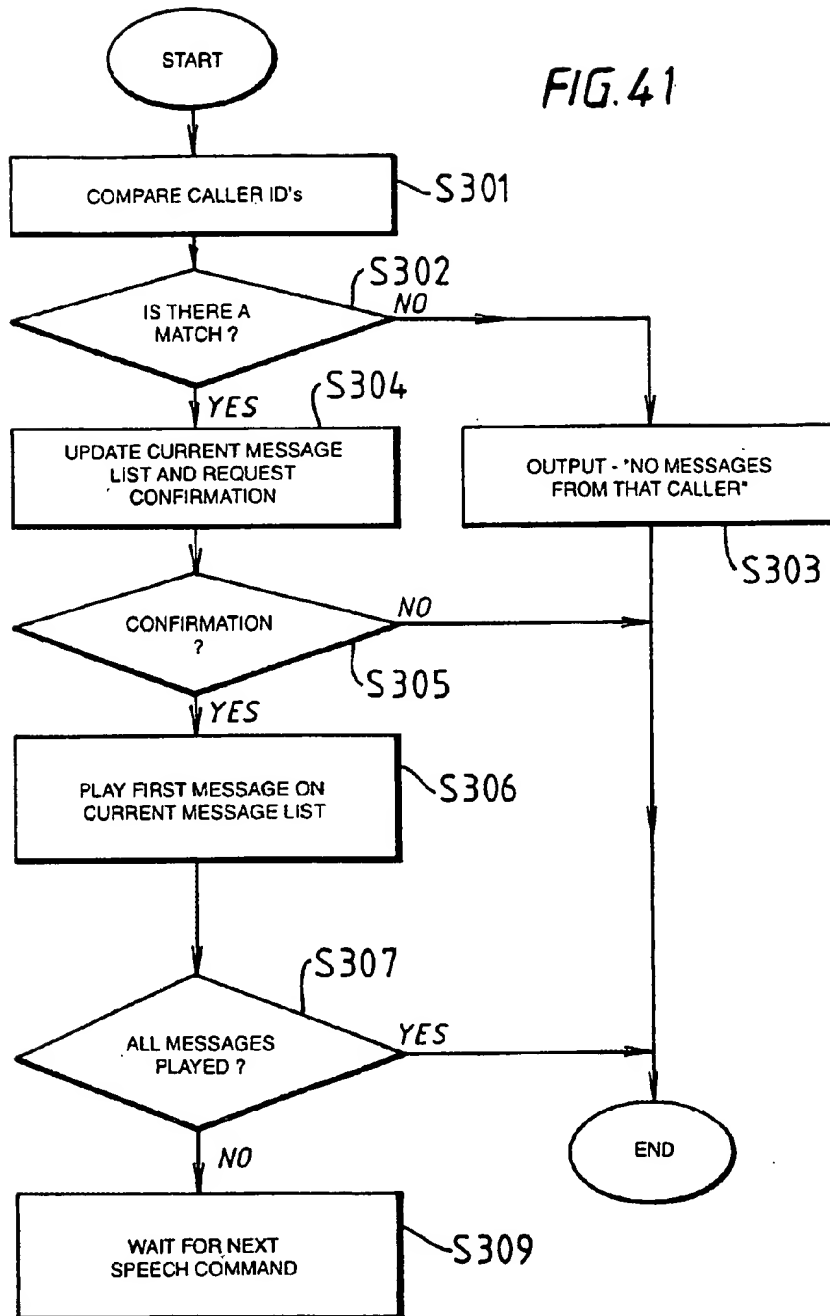 START
FIG. 41
COMPARE CALLER ID's
S301
S302
IS THERE A
MATCH ?
NO
YES
S304
UPDATE CURRENT MESSAGE
LIST AND REQUEST
CONFIRMATION
OUTPUT - "NO MESSAGES
FROM THAT CALLER"
S303
CONFIRMATION
?
NO
S305
YES
PLAY FIRST MESSAGE ON
CURRENT MESSAGE LIST
S306
S307
ALL MESSAGES
PLAYED ?
YES
NO
END
WAIT FOR NEXT
SPEECH COMMAND
S309